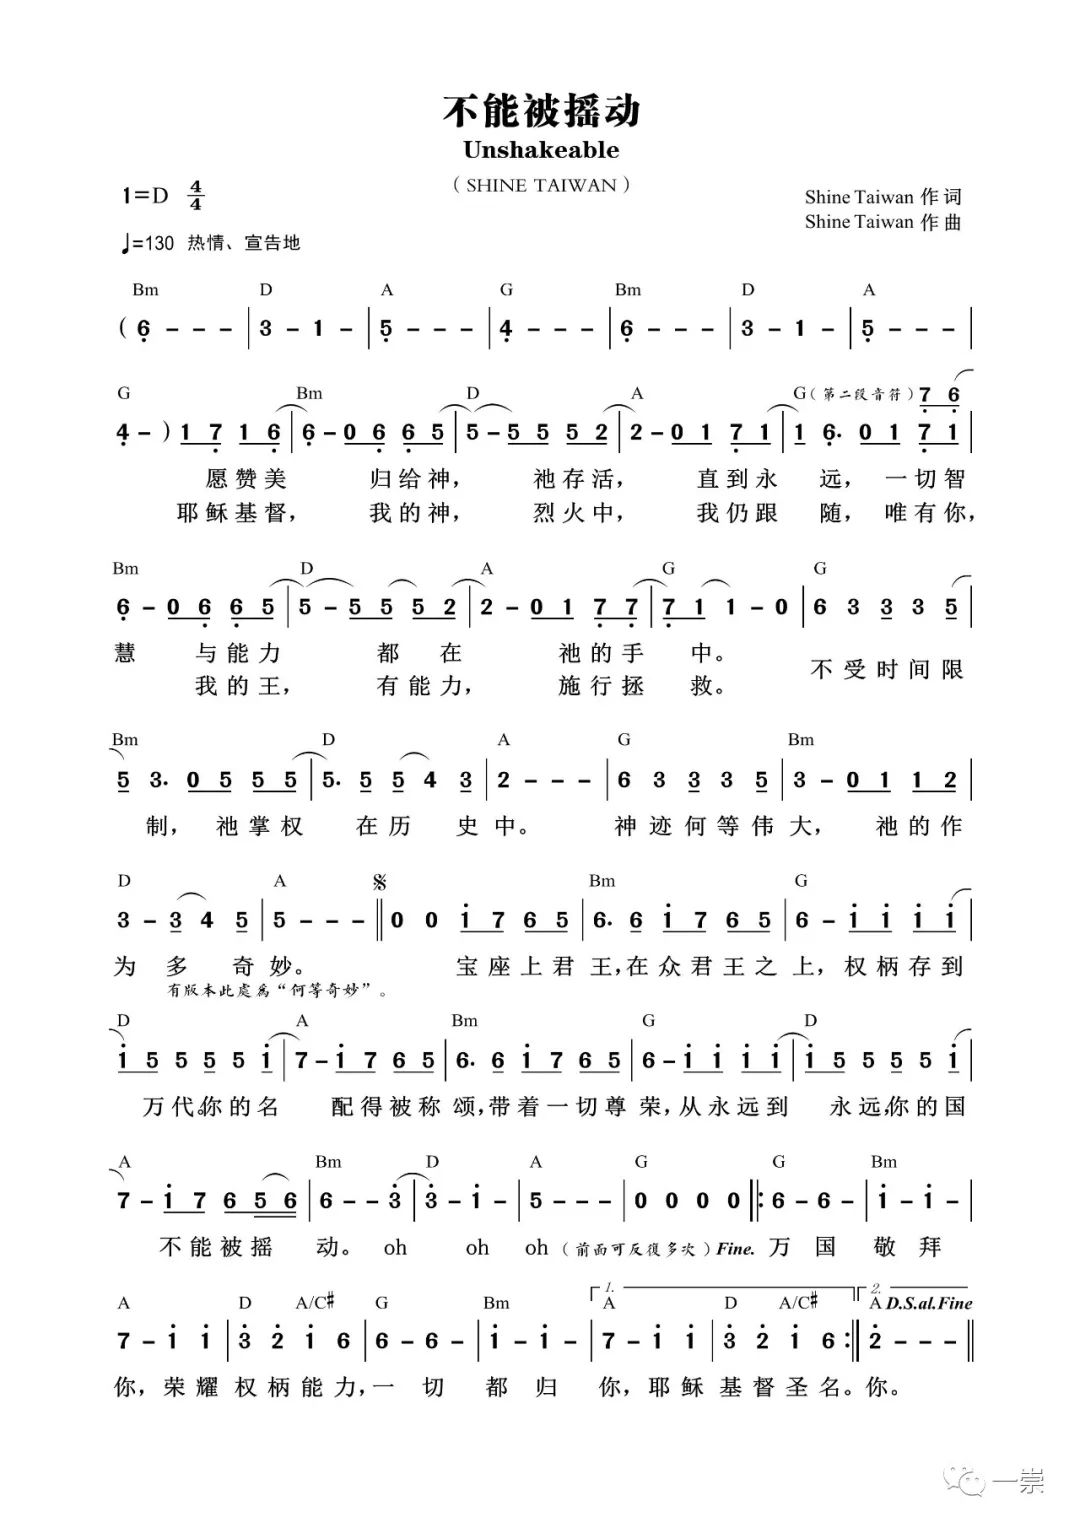 不能被摇动
Unshakeable
（SHINE TAIWAN）
1=D 4/4
Shine Taiwan 作 词
Shine Taiwan 作 曲
♩=130 热情、宣告地
Bm D A G Bm D A
( 6 - - - | 3 - 1 - | 5 - - - | 4 - - - | 6 - - - | 3 - 1 - | 5 - - - |
G Bm D A G（第二段音符）7 6
4 - ) 1 7 1 6 | 6 - 0 6 6 5 | 5 - 5 5 5 2 | 2 - 0 1 7 1 | 1 6. 0 1 7 1 |
愿 赞 美 归 给 神， 祂 存 活， 直 到 永 远， 一 切 智
耶 稣 基 督， 我 的 神， 烈 火 中， 我 仍 跟 随， 唯 有 你，
Bm D A G G
6 - 0 6 6 5 | 5 - 5 5 5 2 | 2 - 0 1 7 7 | 7 1 1 - 0 | 6 3 3 3 5 |
慧 与 能 力 都 在 祂 的 手 中。
我 的 王， 有 能 力， 施 行 拯 救。
不 受 时 间 限
Bm D A G Bm
5 3. 0 5 5 5 | 5. 5 5 4 3 | 2 - - - | 6 3 3 3 5 | 3 - 0 1 1 2 |
制， 祂 掌 权 在 历 史 中。 神 迹 何 等 伟 大， 祂 的 作
D A 𝄋 Bm G
3 - 3 4 5 | 5 - - - || 0 0 1 7 6 5 | 6. 6 1 7 6 5 | 6 - 1 1 1 1 |
为 多 奇 妙。 宝 座 上 君 王，在 众 君 王 之 上，权 柄 存 到
有版本此处为“何等奇妙”。
D A Bm G D
1 5 5 5 5 1 | 7 - 1 7 6 5 | 6. 6 1 7 6 5 | 6 - 1 1 1 1 | 1 5 5 5 5 1 |
万 代。你 的 名 配 得 被 称 颂，带 着 一 切 尊 荣，从 永 远 到 永 远，你 的 国
A Bm D A G G Bm
7 - 1 7 6 5 6 | 6 - - 3 | 3 - 1 - | 5 - - - | 0 0 0 0 ‖: 6 - 6 - | 1 - 1 - |
不 能 被 摇 动。 oh oh oh（前面可反復多次）Fine. 万 国 敬 拜
1. 2.
A D A/C# G Bm A D A/C# A D.S.al.Fine
7 - 1 1 | 3 2 1 6 | 6 - 6 - | 1 - 1 - | 7 - 1 1 | 3 2 1 6 :‖ 2 - - - ‖
你，荣 耀 权 柄 能 力，一 切 都 归 你，耶 稣 基 督 圣 名。你。
一崇